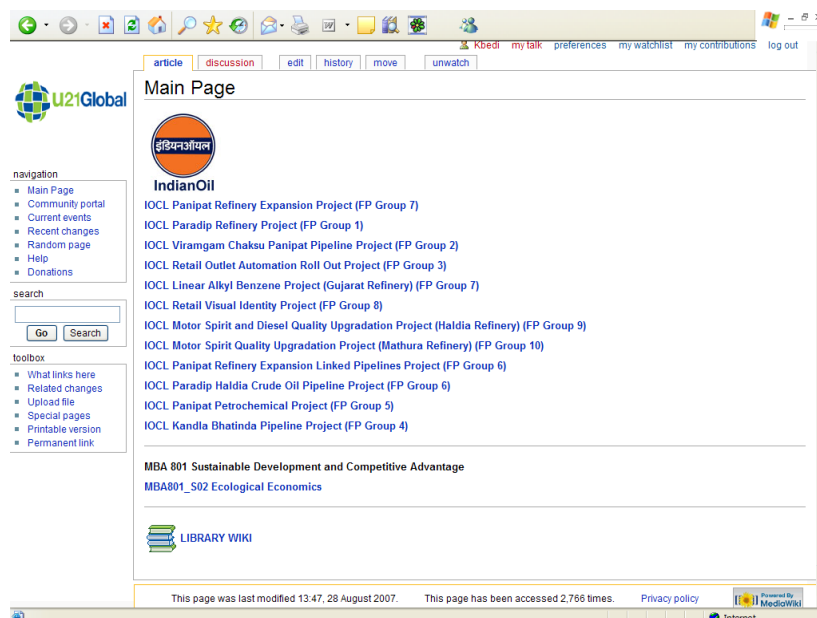 Kbedi my talk preferences my watchlist my contributions log out
article discussion edit history move unwatch
U21Global
Main Page
इंडियनऑयल
IndianOil
navigation
Main Page
Community portal
Current events
Recent changes
Random page
Help
Donations
search
Go Search
toolbox
What links here
Related changes
Upload file
Special pages
Printable version
Permanent link
IOCL Panipat Refinery Expansion Project (FP Group 7)
IOCL Paradip Refinery Project (FP Group 1)
IOCL Viramgam Chaksu Panipat Pipeline Project (FP Group 2)
IOCL Retail Outlet Automation Roll Out Project (FP Group 3)
IOCL Linear Alkyl Benzene Project (Gujarat Refinery) (FP Group 7)
IOCL Retail Visual Identity Project (FP Group 8)
IOCL Motor Spirit and Diesel Quality Upgradation Project (Haldia Refinery) (FP Group 9)
IOCL Motor Spirit Quality Upgradation Project (Mathura Refinery) (FP Group 10)
IOCL Panipat Refinery Expansion Linked Pipelines Project (FP Group 6)
IOCL Paradip Haldia Crude Oil Pipeline Project (FP Group 6)
IOCL Panipat Petrochemical Project (FP Group 5)
IOCL Kandla Bhatinda Pipeline Project (FP Group 4)
MBA 801 Sustainable Development and Competitive Advantage
MBA801_S02 Ecological Economics
LIBRARY WIKI
This page was last modified 13:47, 28 August 2007. This page has been accessed 2,766 times. Privacy policy
Powered By
MediaWiki
Internet